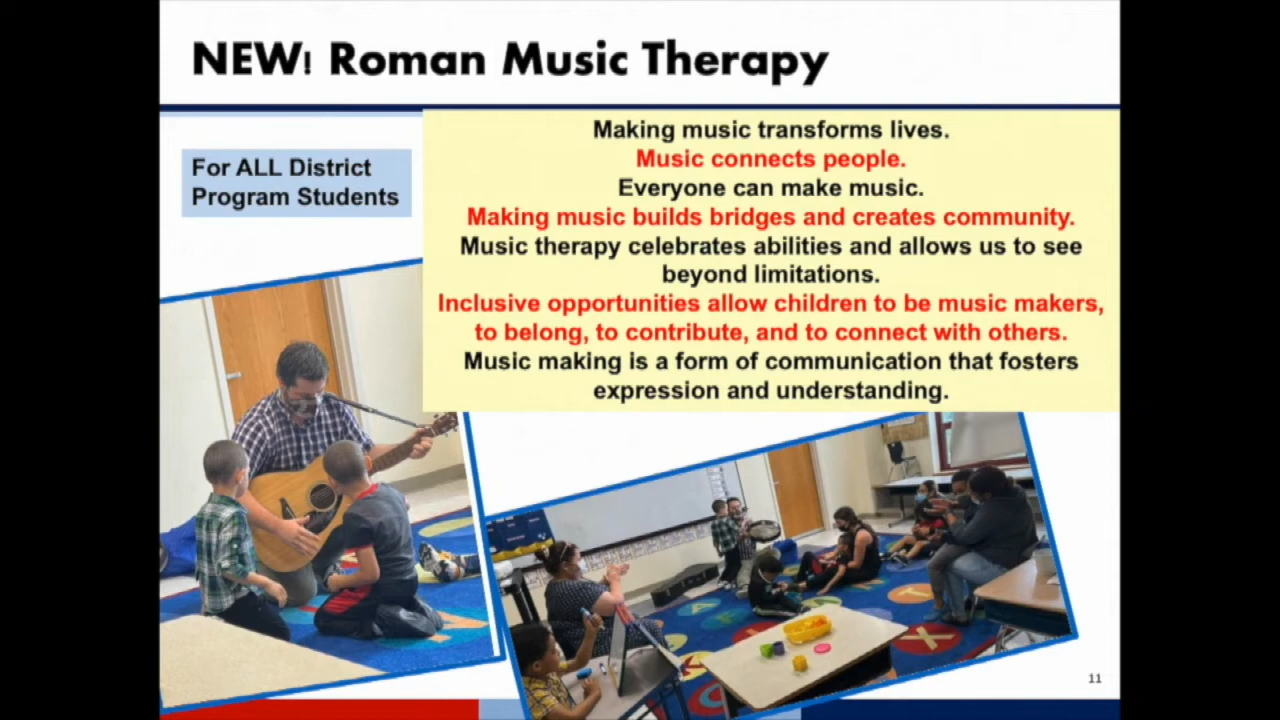 NEW! Roman Music Therapy
For ALL District
Program Students
Making music transforms lives.
Music connects people.
Everyone can make music.
Making music builds bridges and creates community.
Music therapy celebrates abilities and allows us to see
beyond limitations.
Inclusive opportunities allow children to be music makers,
to belong, to contribute, and to connect with others.
Music making is a form of communication that fosters
expression and understanding.
A
X
11